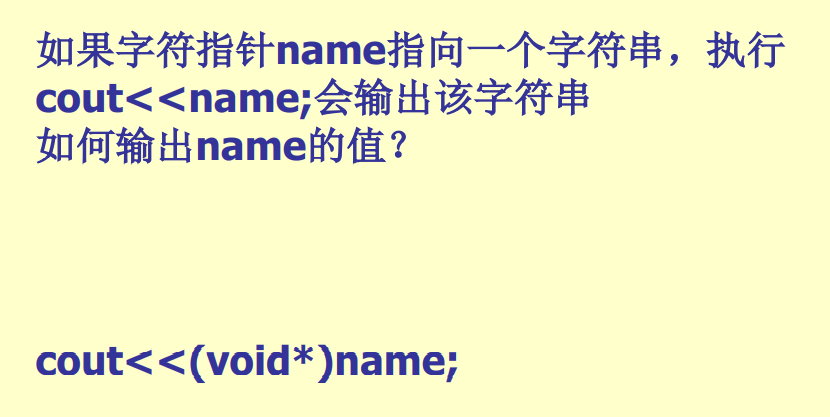 如果字符指针name指向一个字符串，执行
cout<<name;会输出该字符串
如何输出name的值？
cout<<(void*)name;